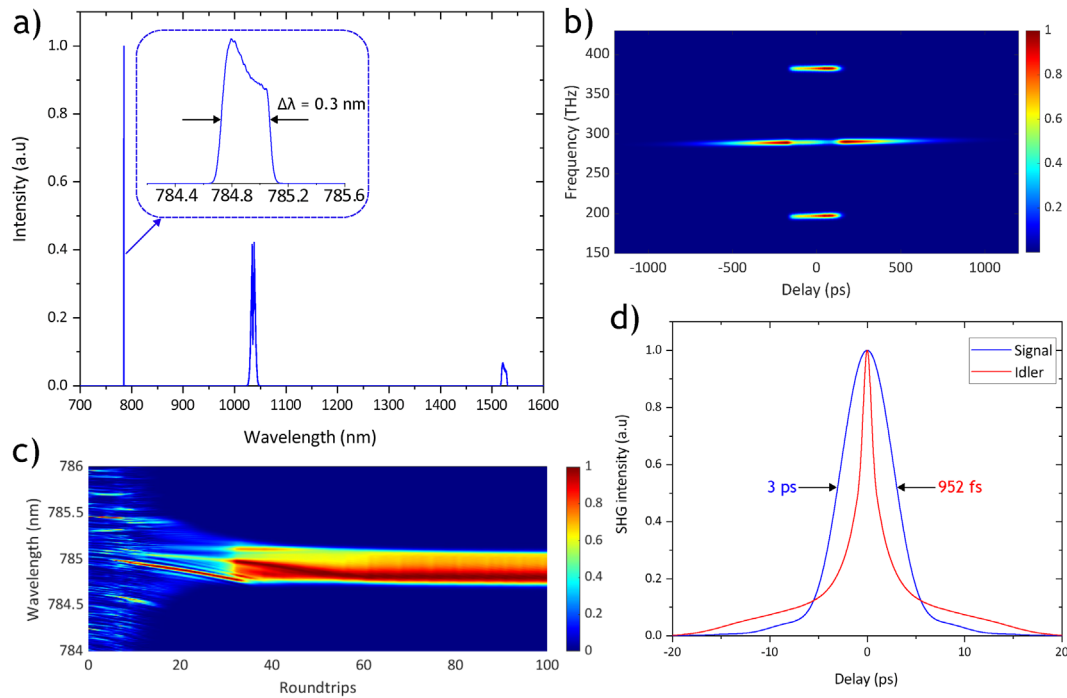 a)
1.0
0.8
0.6
0.4
0.2
0.0
Intensity (a.u)
Δλ = 0.3 nm
784.4 784.8 785.2 785.6
700 800 900 1000 1100 1200 1300 1400 1500 1600
Wavelength (nm)
b)
400
350
300
250
200
150
Frequency (THz)
-1000 -500 0 500 1000
Delay (ps)
1
0.8
0.6
0.4
0.2
c)
786
785.5
785
784.5
784
Wavelength (nm)
0 20 40 60 80 100
Roundtrips
1
0.8
0.6
0.4
0.2
0
d)
1.0
0.8
0.6
0.4
0.2
0.0
SHG intensity (a.u)
Signal
Idler
3 ps
952 fs
-20 -10 0 10 20
Delay (ps)